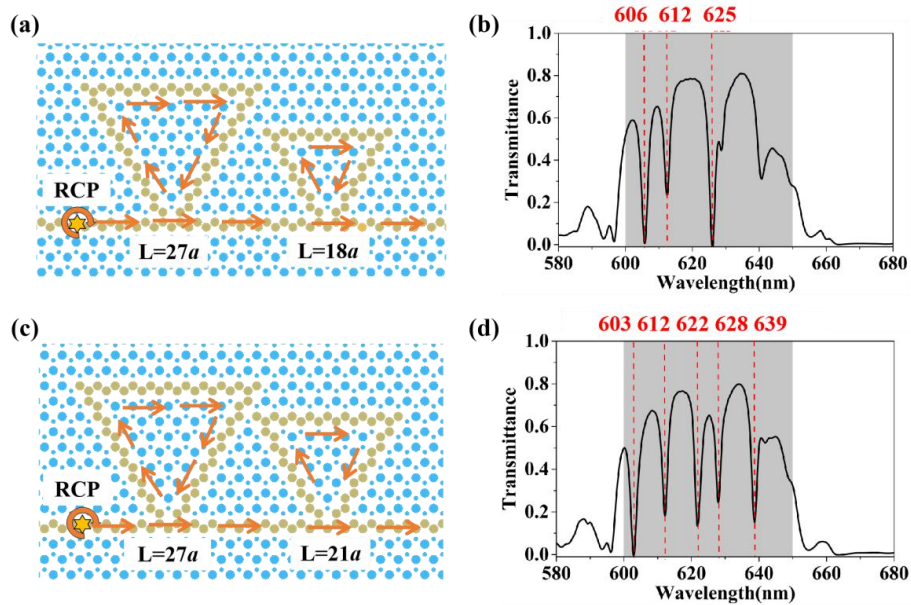 (a)
RCP
L=27a
L=18a
(b)
606 612 625
1.0
0.8
0.6
0.4
0.2
0.0
Transmittance
580 600 620 640 660 680
Wavelength(nm)
(c)
RCP
L=27a
L=21a
(d)
603 612 622 628 639
1.0
0.8
0.6
0.4
0.2
0.0
Transmittance
580 600 620 640 660 680
Wavelength(nm)